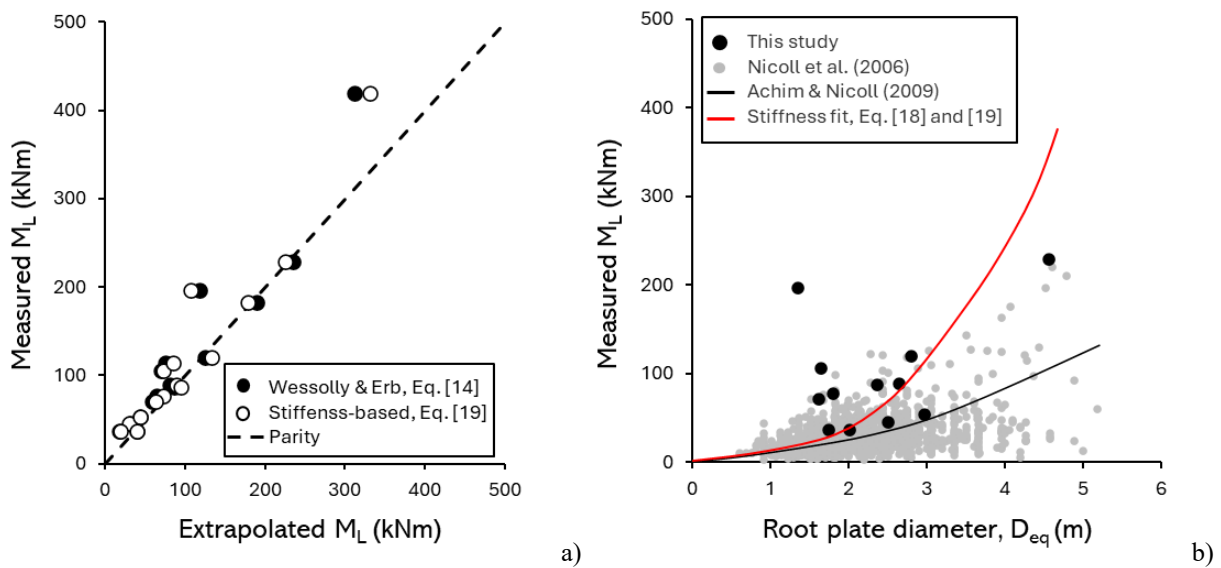 500
400
300
200
100
0
Measured M_L (kNm)
Wessolly & Erb, Eq. [14]
Stiffenss-based, Eq. [19]
Parity
0 100 200 300 400 500
Extrapolated M_L (kNm)
a)
500
400
300
200
100
0
Measured M_L (kNm)
This study
Nicoll et al. (2006)
Achim & Nicoll (2009)
Stiffness fit, Eq. [18] and [19]
0 1 2 3 4 5 6
Root plate diameter, D_eq (m)
b)